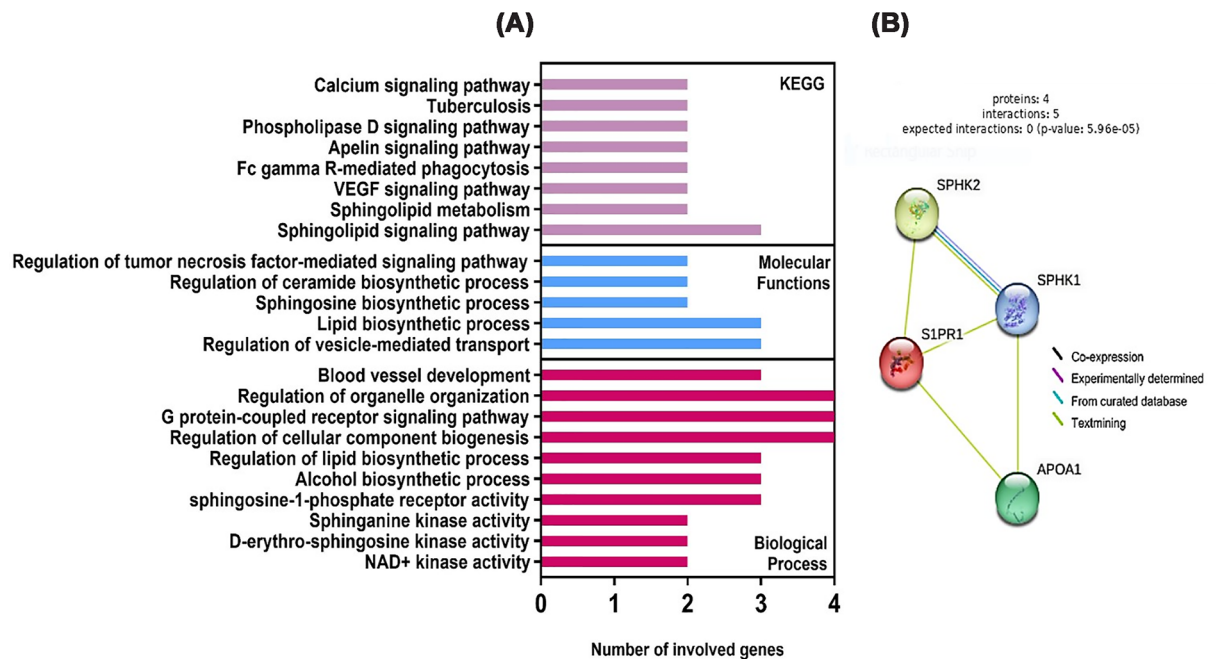 (A)
Calcium signaling pathway
Tuberculosis
Phospholipase D signaling pathway
Apelin signaling pathway
Fc gamma R-mediated phagocytosis
VEGF signaling pathway
Sphingolipid metabolism
Sphingolipid signaling pathway
KEGG
Regulation of tumor necrosis factor-mediated signaling pathway
Regulation of ceramide biosynthetic process
Sphingosine biosynthetic process
Lipid biosynthetic process
Regulation of vesicle-mediated transport
Molecular
Functions
Blood vessel development
Regulation of organelle organization
G protein-coupled receptor signaling pathway
Regulation of cellular component biogenesis
Regulation of lipid biosynthetic process
Alcohol biosynthetic process
sphingosine-1-phosphate receptor activity
Sphinganine kinase activity
D-erythro-sphingosine kinase activity
NAD+ kinase activity
Biological
Process
0 1 2 3 4
Number of involved genes
(B)
proteins: 4
interactions: 5
expected interactions: 0 (p-value: 5.96e-05)
SPHK2
SPHK1
S1PR1
APOA1
Co-expression
Experimentally determined
From curated database
Textmining